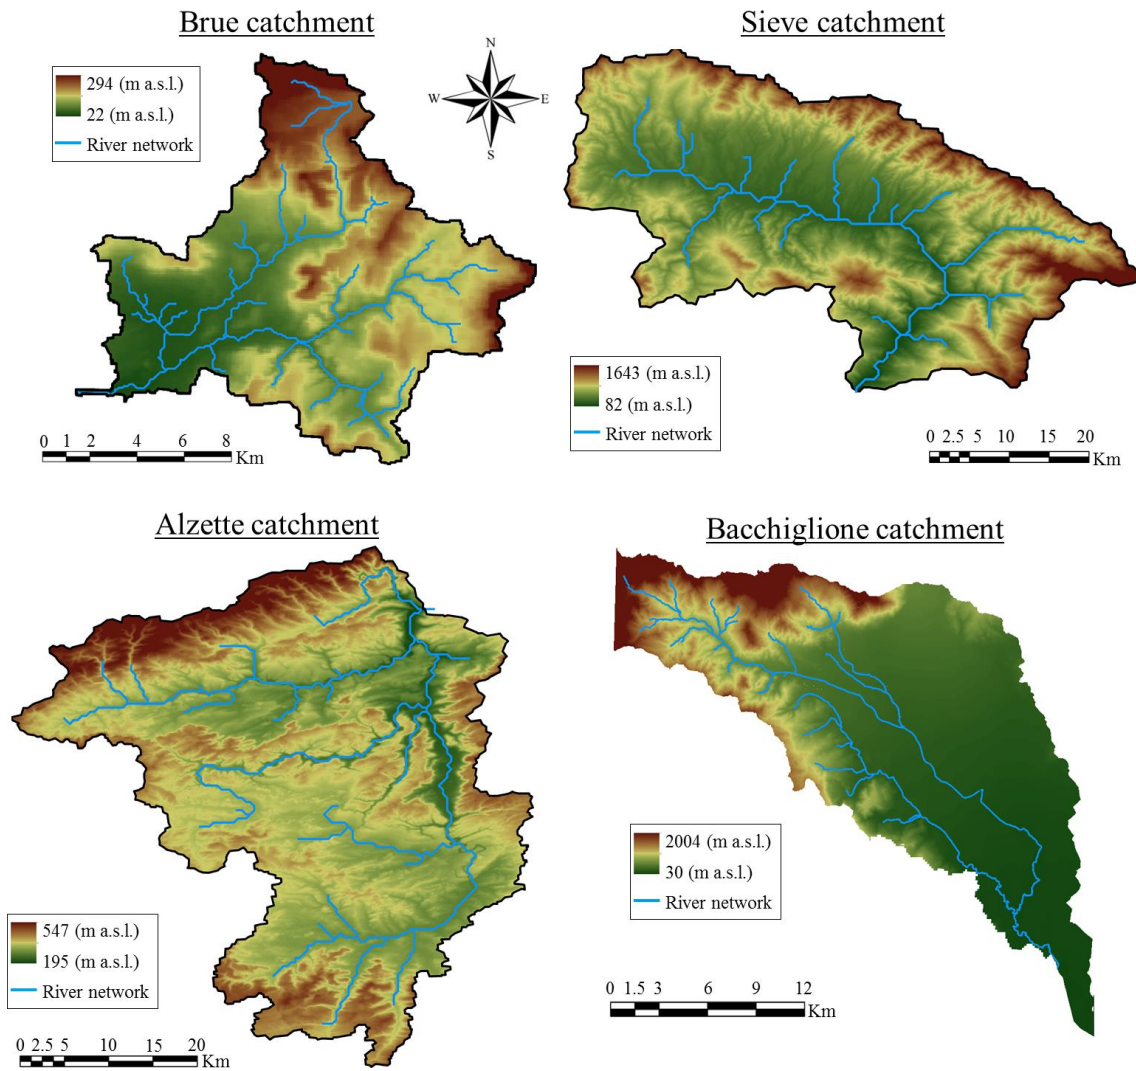 Brue catchment
294 (m a.s.l.)
22 (m a.s.l.)
River network
0 1 2 4 6 8
Km
N
W E
S
Sieve catchment
1643 (m a.s.l.)
82 (m a.s.l.)
River network
0 2.5 5 10 15 20
Km
Alzette catchment
547 (m a.s.l.)
195 (m a.s.l.)
River network
0 2.5 5 10 15 20
Km
Bacchiglione catchment
2004 (m a.s.l.)
30 (m a.s.l.)
River network
0 1.5 3 6 9 12
Km